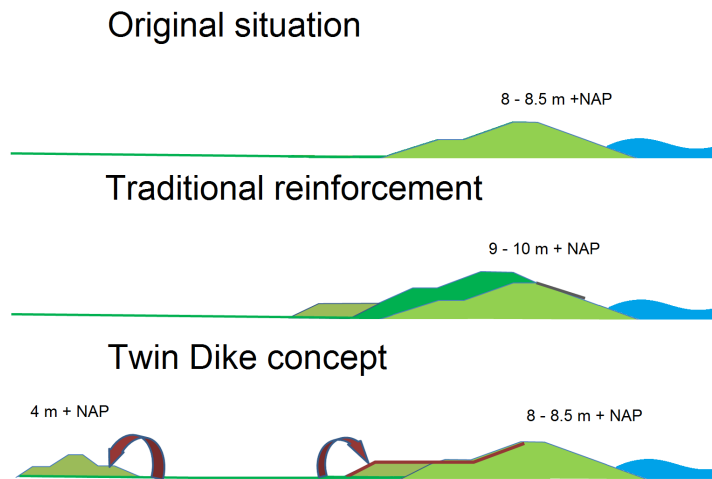 Original situation
8 - 8.5 m +NAP
Traditional reinforcement
9 - 10 m + NAP
Twin Dike concept
4 m + NAP
8 - 8.5 m + NAP